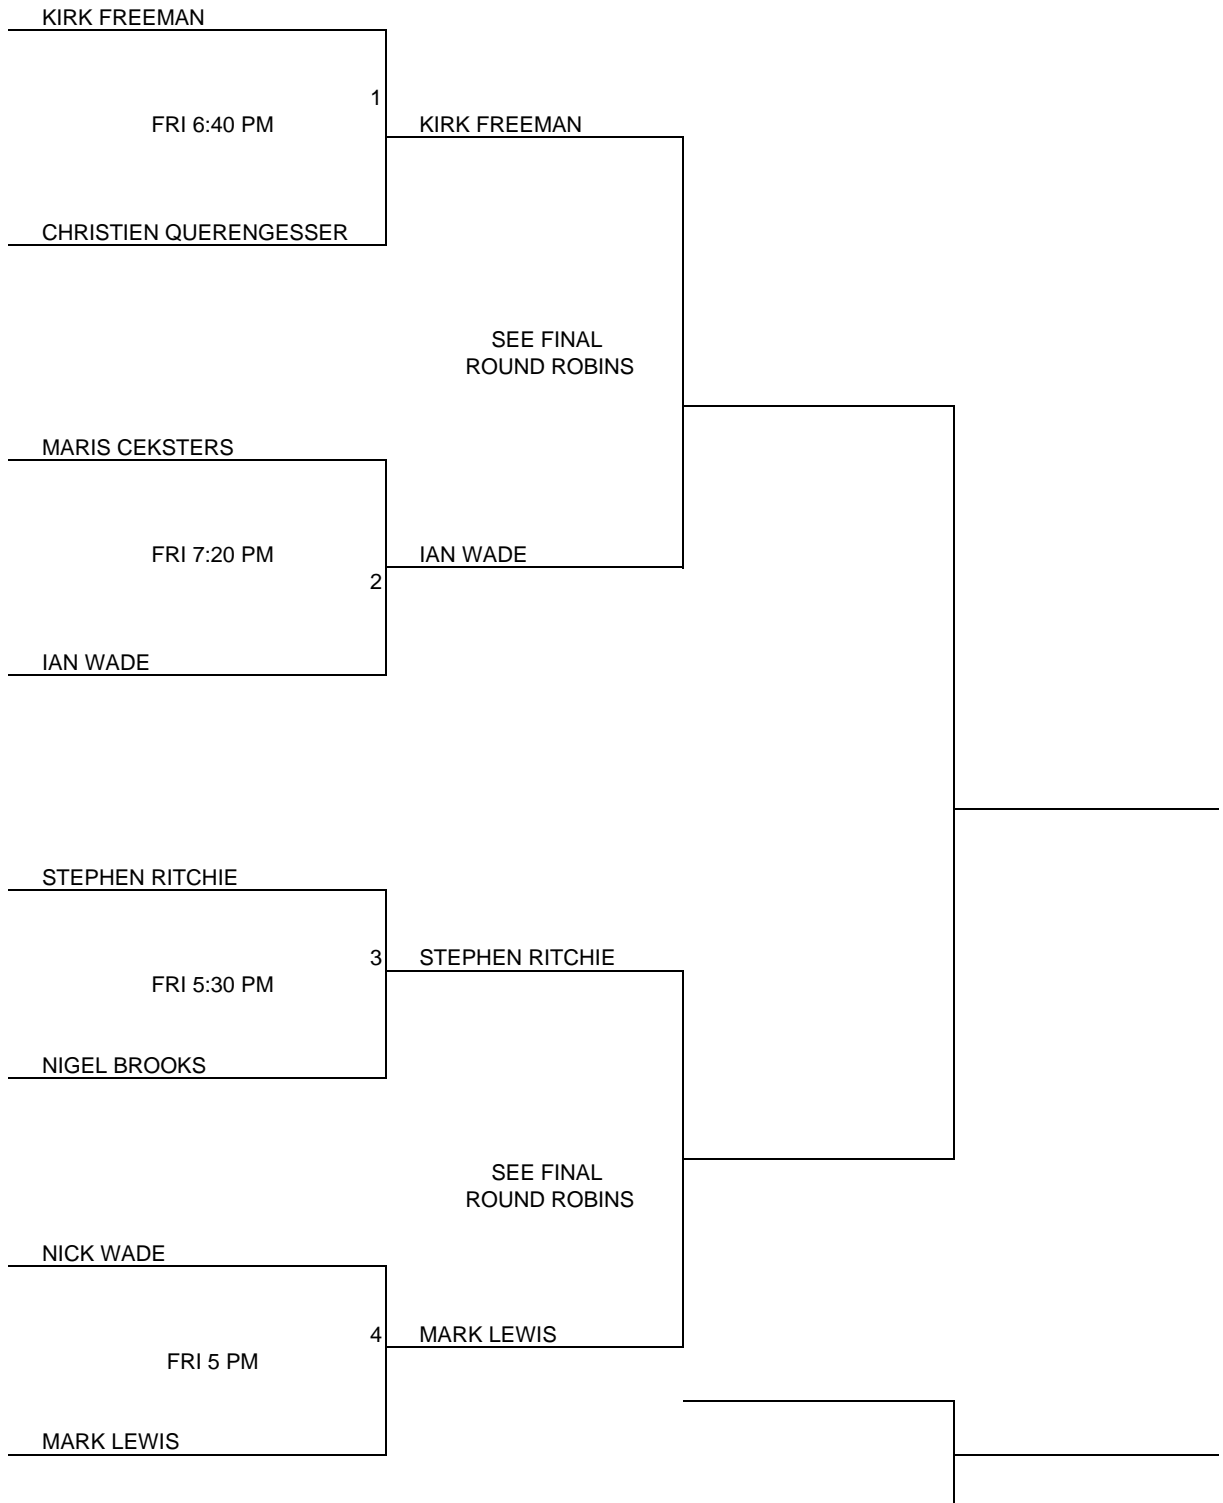 KIRK FREEMAN
1
FRI 6:40 PM
KIRK FREEMAN
CHRISTIEN QUERENGESSER
SEE FINAL
ROUND ROBINS
MARIS CEKSTERS
FRI 7:20 PM
IAN WADE
2
IAN WADE
STEPHEN RITCHIE
3
STEPHEN RITCHIE
FRI 5:30 PM
NIGEL BROOKS
SEE FINAL
ROUND ROBINS
NICK WADE
4
MARK LEWIS
FRI 5 PM
MARK LEWIS